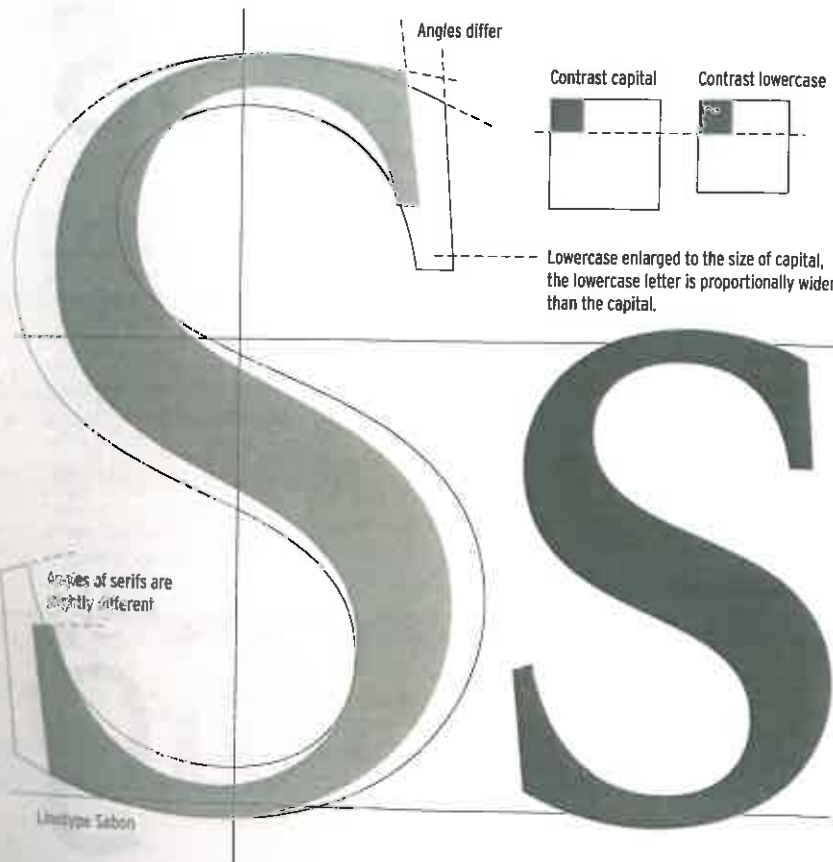 Angles differ
Contrast capital
Contrast lowercase
Lowercase enlarged to the size of capital,
the lowercase letter is proportionally wider
than the capital.
Ss
Angles of serifs are
slightly different
Linotype Sabon